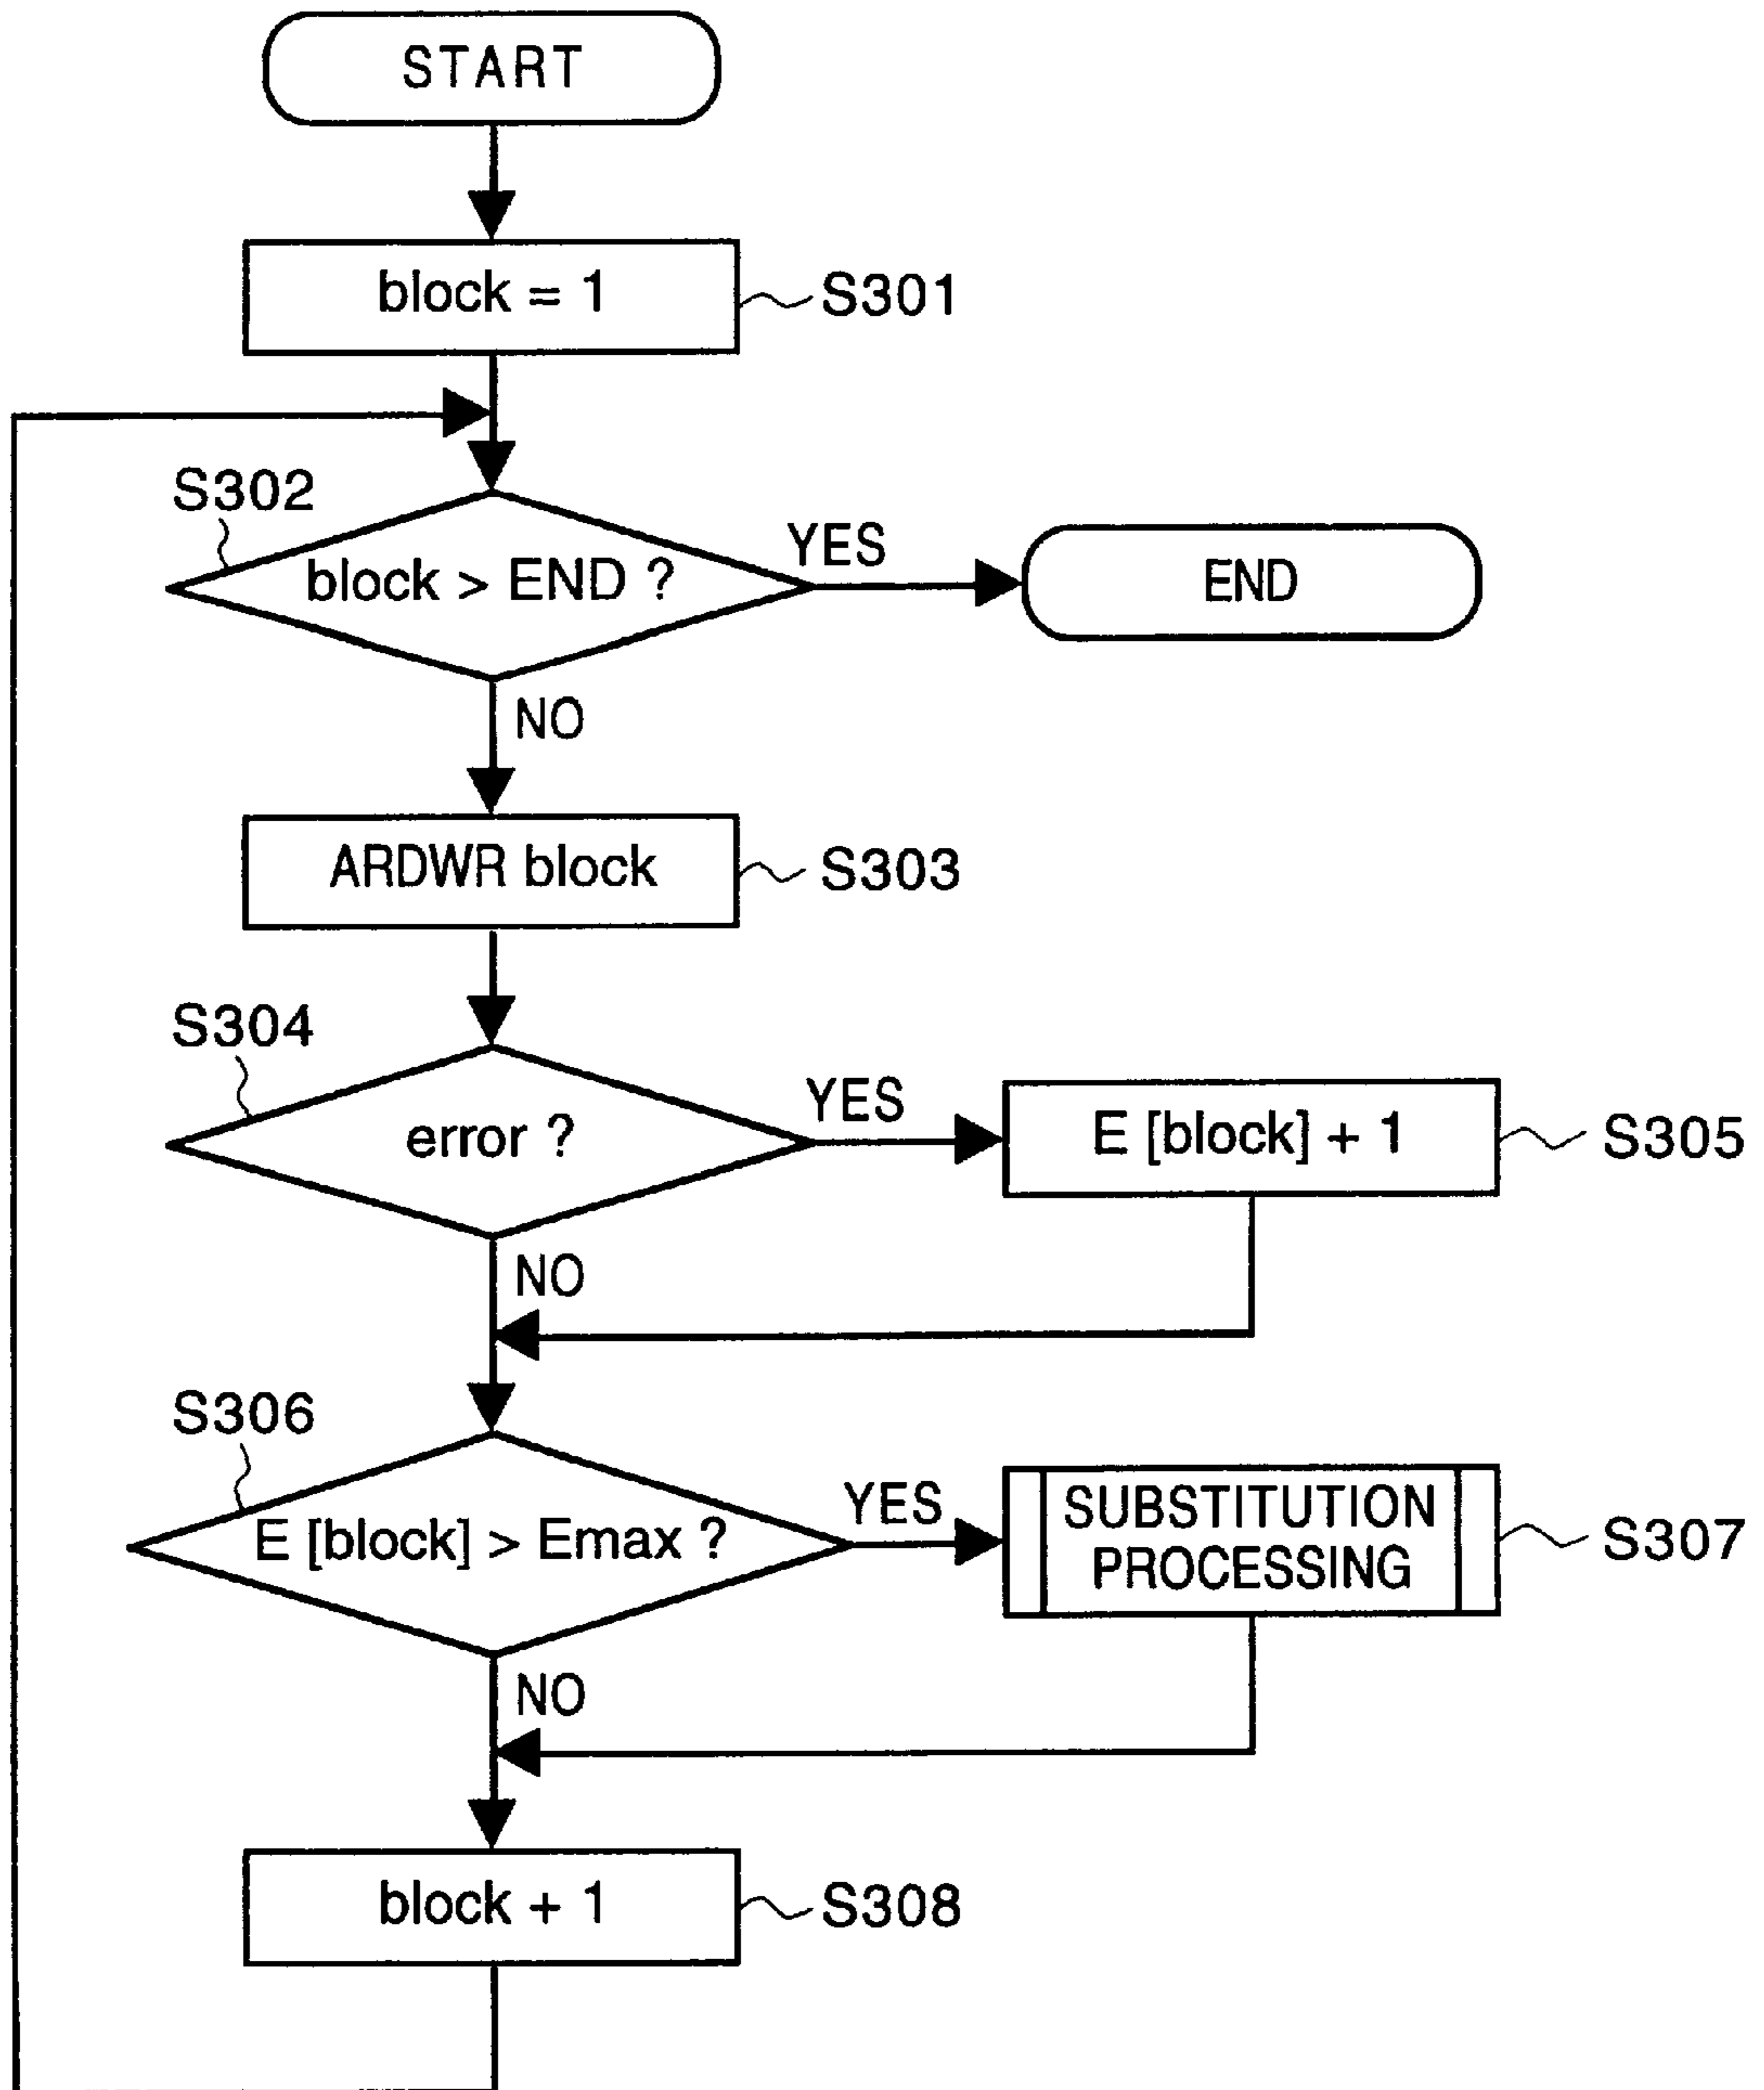 START
block = 1
S301
S302
block > END ?
YES
END
NO
ARDWR block
S303
S304
error ?
YES
E [block] + 1
S305
NO
S306
E [block] > Emax ?
YES
SUBSTITUTION
PROCESSING
S307
NO
block + 1
S308